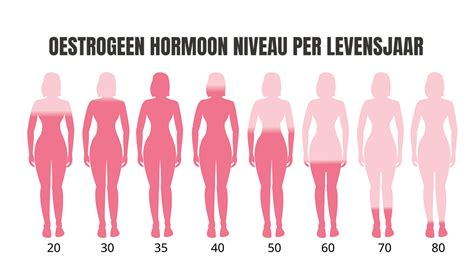 OESTROGEEN HORMOON NIVEAU PER LEVENSJAAR
20 30 35 40 50 60 70 80